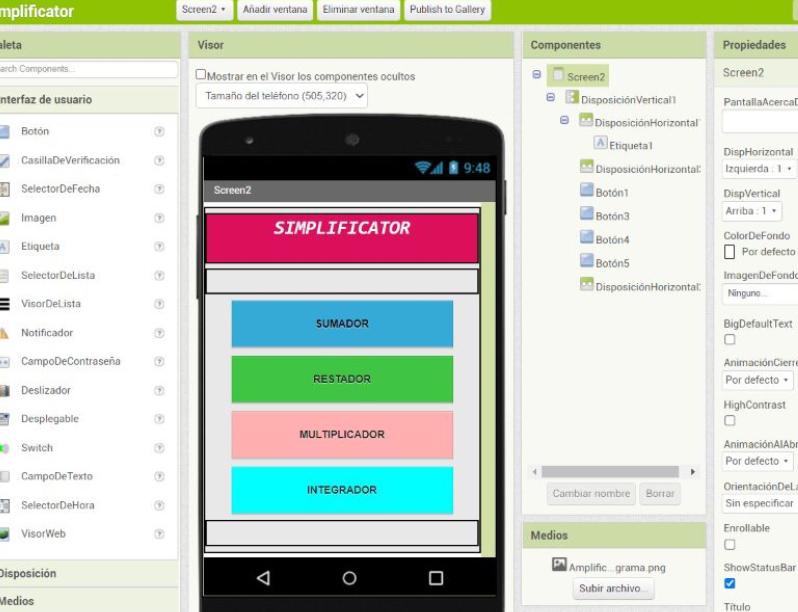 mplificator
Screen2
Añadir ventana
Eliminar ventana
Publish to Gallery
aleta
earch Components...
nterfaz de usuario
Botón
CasillaDeVerificación
SelectorDeFecha
Imagen
Etiqueta
SelectorDeLista
VisorDeLista
Notificador
CampoDeContraseña
Deslizador
Desplegable
Switch
CampoDeTexto
SelectorDeHora
VisorWeb
Disposición
Medios
Visor
Mostrar en el Visor los componentes ocultos
Tamaño del teléfono (505,320)
9:48
Screen2
SIMPLIFICATOR
SUMADOR
RESTADOR
MULTIPLICADOR
INTEGRADOR
Componentes
Screen2
DisposiciónVertical1
DisposiciónHorizontal
Etiqueta1
DisposiciónHorizontal
Botón1
Botón3
Botón4
Botón5
DisposiciónHorizontal
Cambiar nombre
Borrar
Medios
Amplific...grama.png
Subir archivo...
Propiedades
Screen2
PantallaAcercaD
DispHorizontal
Izquierda : 1
DispVertical
Arriba : 1
ColorDeFondo
Por defecto
ImagenDeFondo
Ninguno...
BigDefaultText
AnimaciónCierre
Por defecto
HighContrast
AnimaciónAlAbr
Por defecto
OrientaciónDeLa
Sin especificar
Enrollable
ShowStatusBar
Título